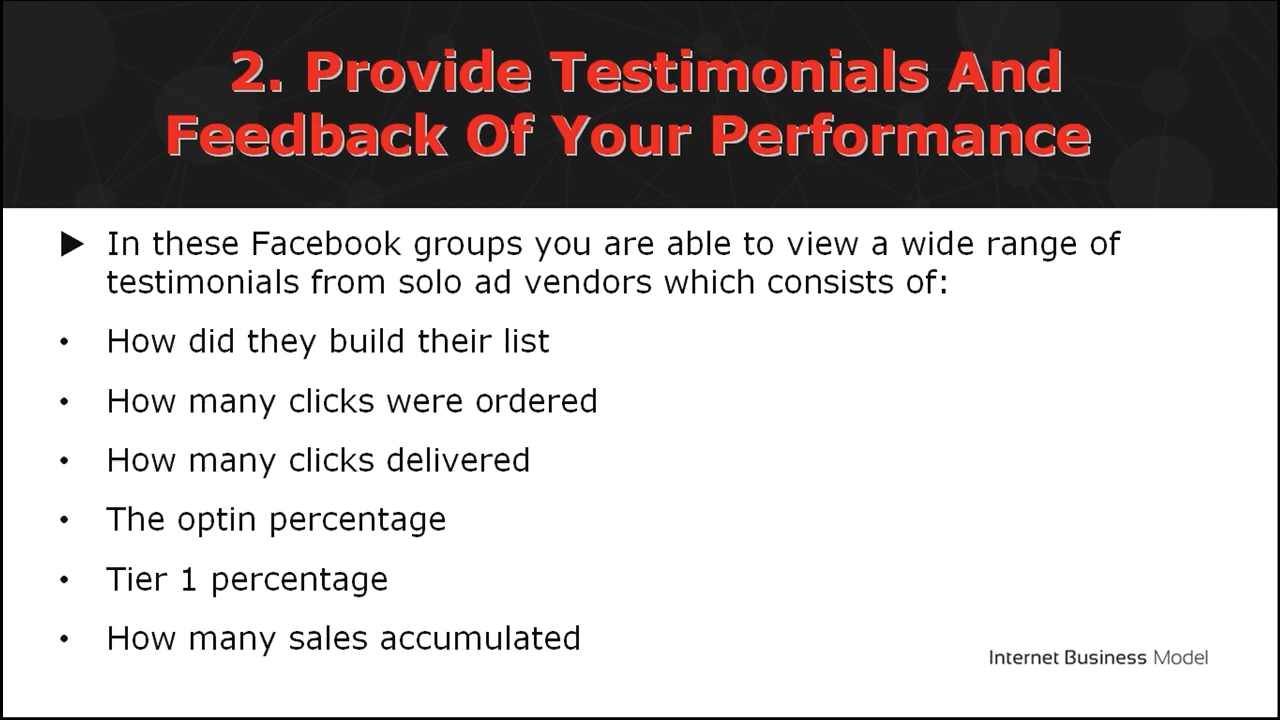 2. Provide Testimonials And
Feedback Of Your Performance
▶ In these Facebook groups you are able to view a wide range of
testimonials from solo ad vendors which consists of:
• How did they build their list
• How many clicks were ordered
• How many clicks delivered
• The optin percentage
• Tier 1 percentage
• How many sales accumulated
Internet Business Model